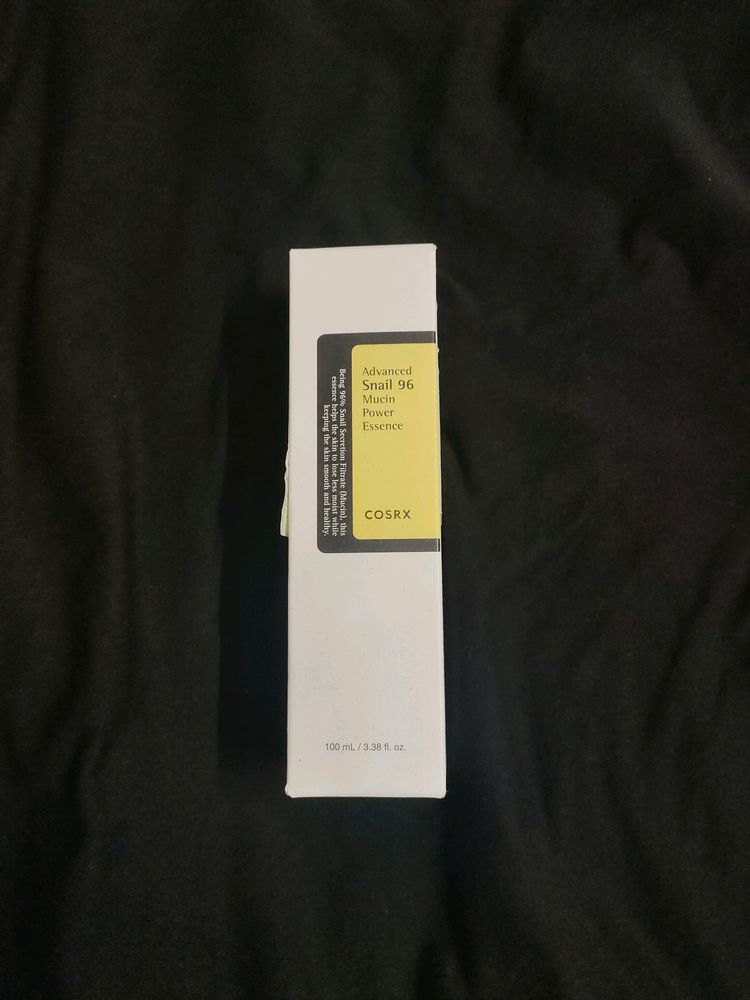 Advanced
Snail 96
Mucin
Power
Essence
COSRX
Being 96% Snail Secretion Filtrate (Mucin), this
essence helps the skin to lose less moist while
keeping the skin smooth and healthy.
100 mL / 3.38 fl. oz.